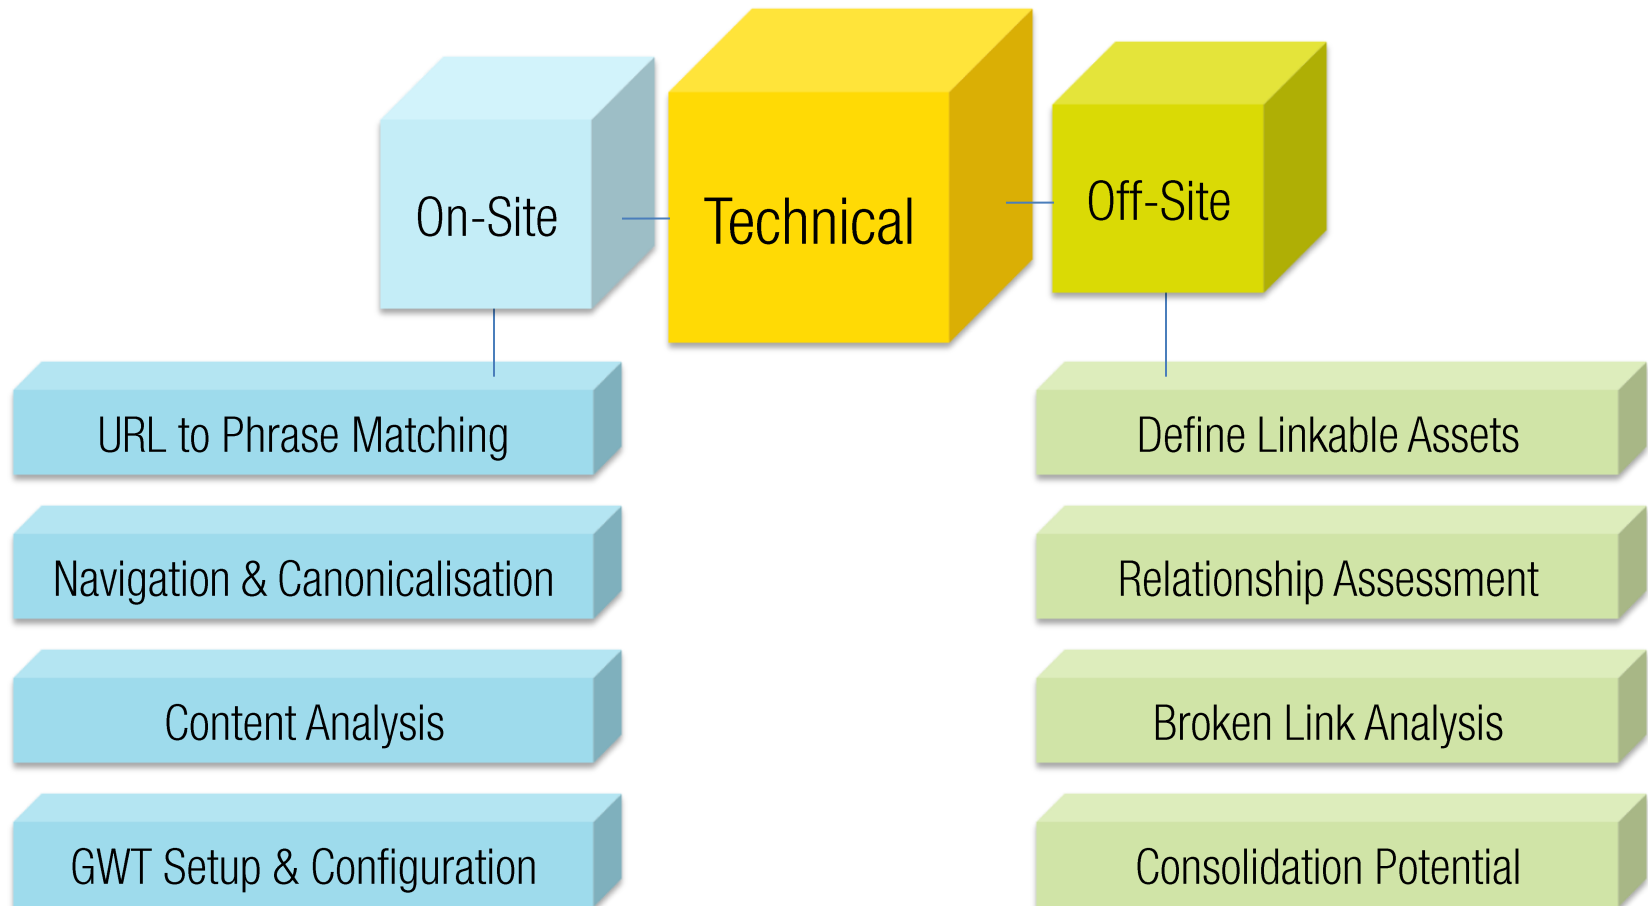 On-Site
Technical
Off-Site
URL to Phrase Matching
Navigation & Canonicalisation
Content Analysis
GWT Setup & Configuration
Define Linkable Assets
Relationship Assessment
Broken Link Analysis
Consolidation Potential